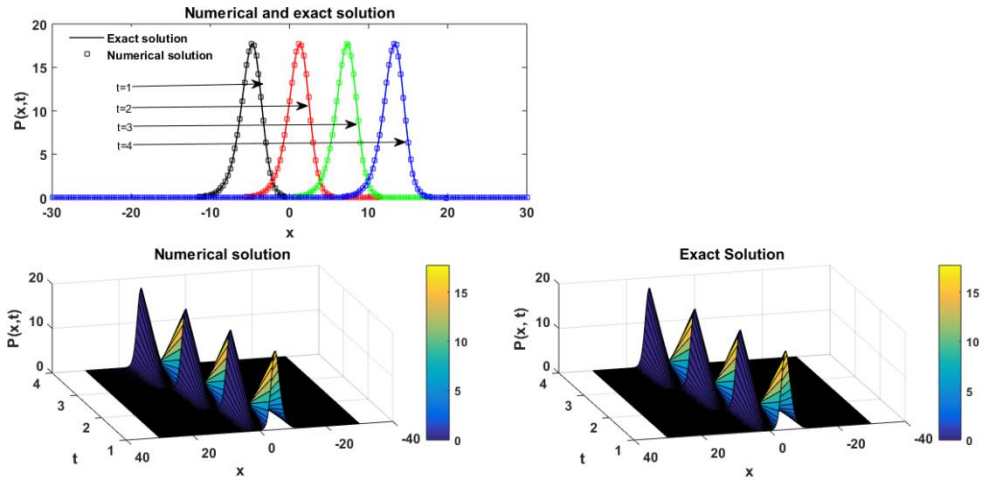 Numerical and exact solution
20
Exact solution
Numerical solution
15
t=1
10
t=2
t=3
5
t=4
0
P(x,t)
-30 -20 -10 0 10 20 30
x
Numerical solution
20
10
0
P(x,t)
4
3
2
1
t
40 20 0 -20 -40
x
15
10
5
0
Exact Solution
20
10
0
P(x, t)
4
3
2
1
t
40 20 0 -20 -40
x
15
10
5
0